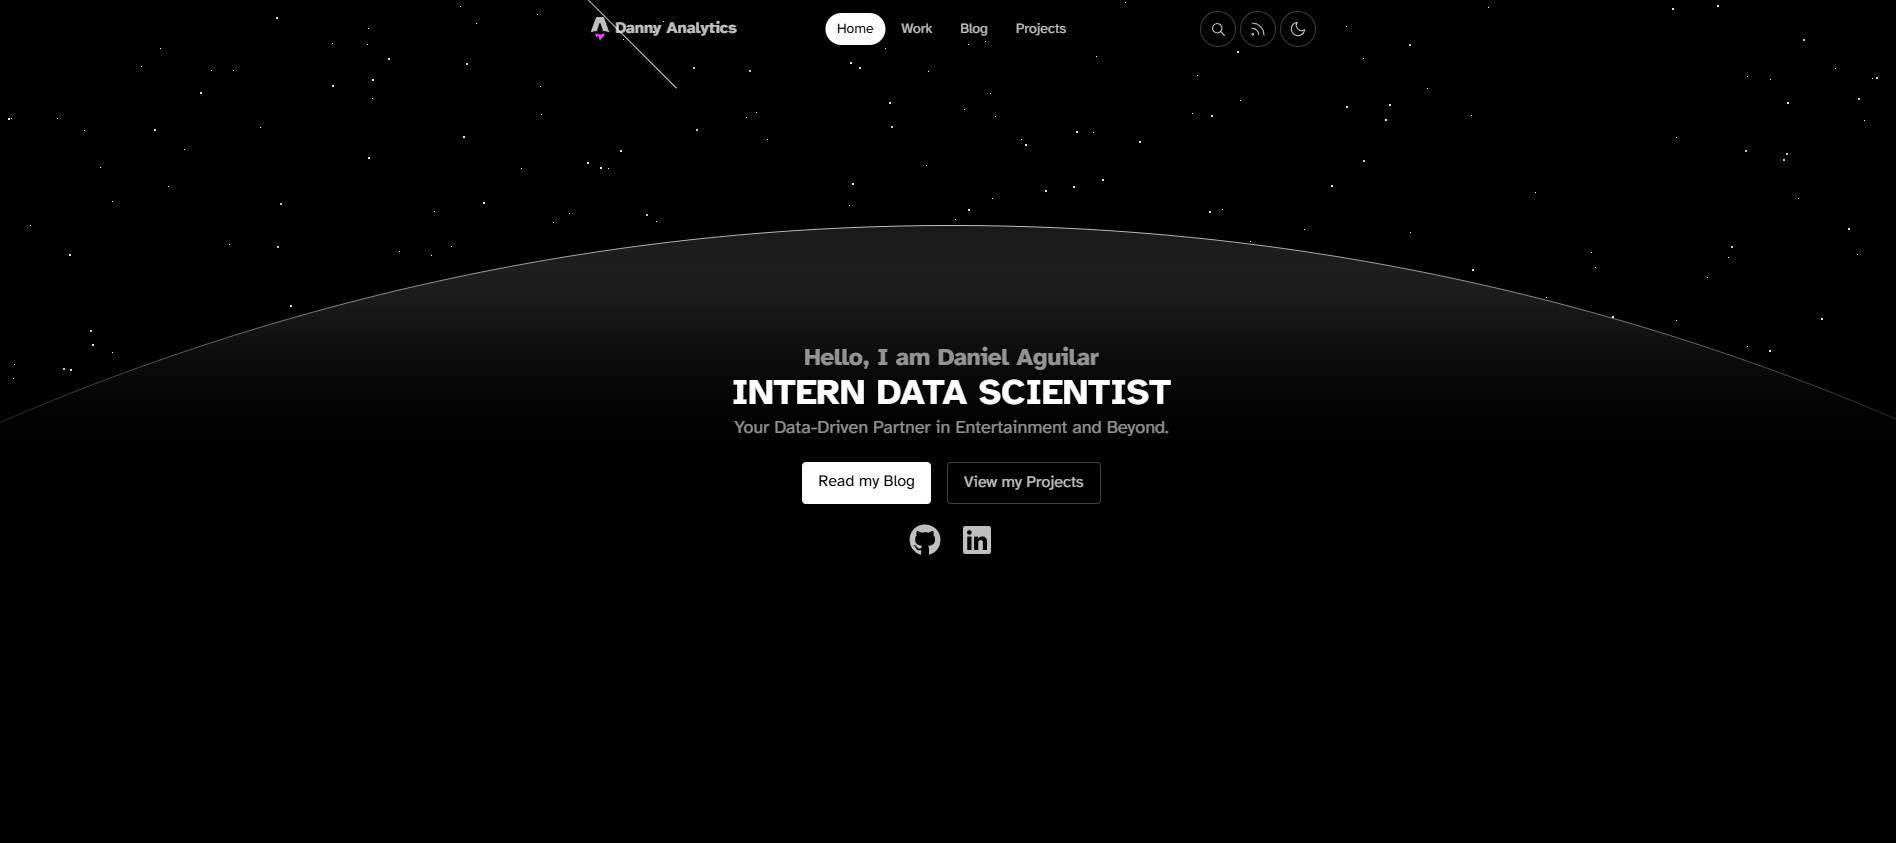 Danny Analytics
Home Work Blog Projects
Hello, I am Daniel Aguilar
INTERN DATA SCIENTIST
Your Data-Driven Partner in Entertainment and Beyond.
Read my Blog View my Projects